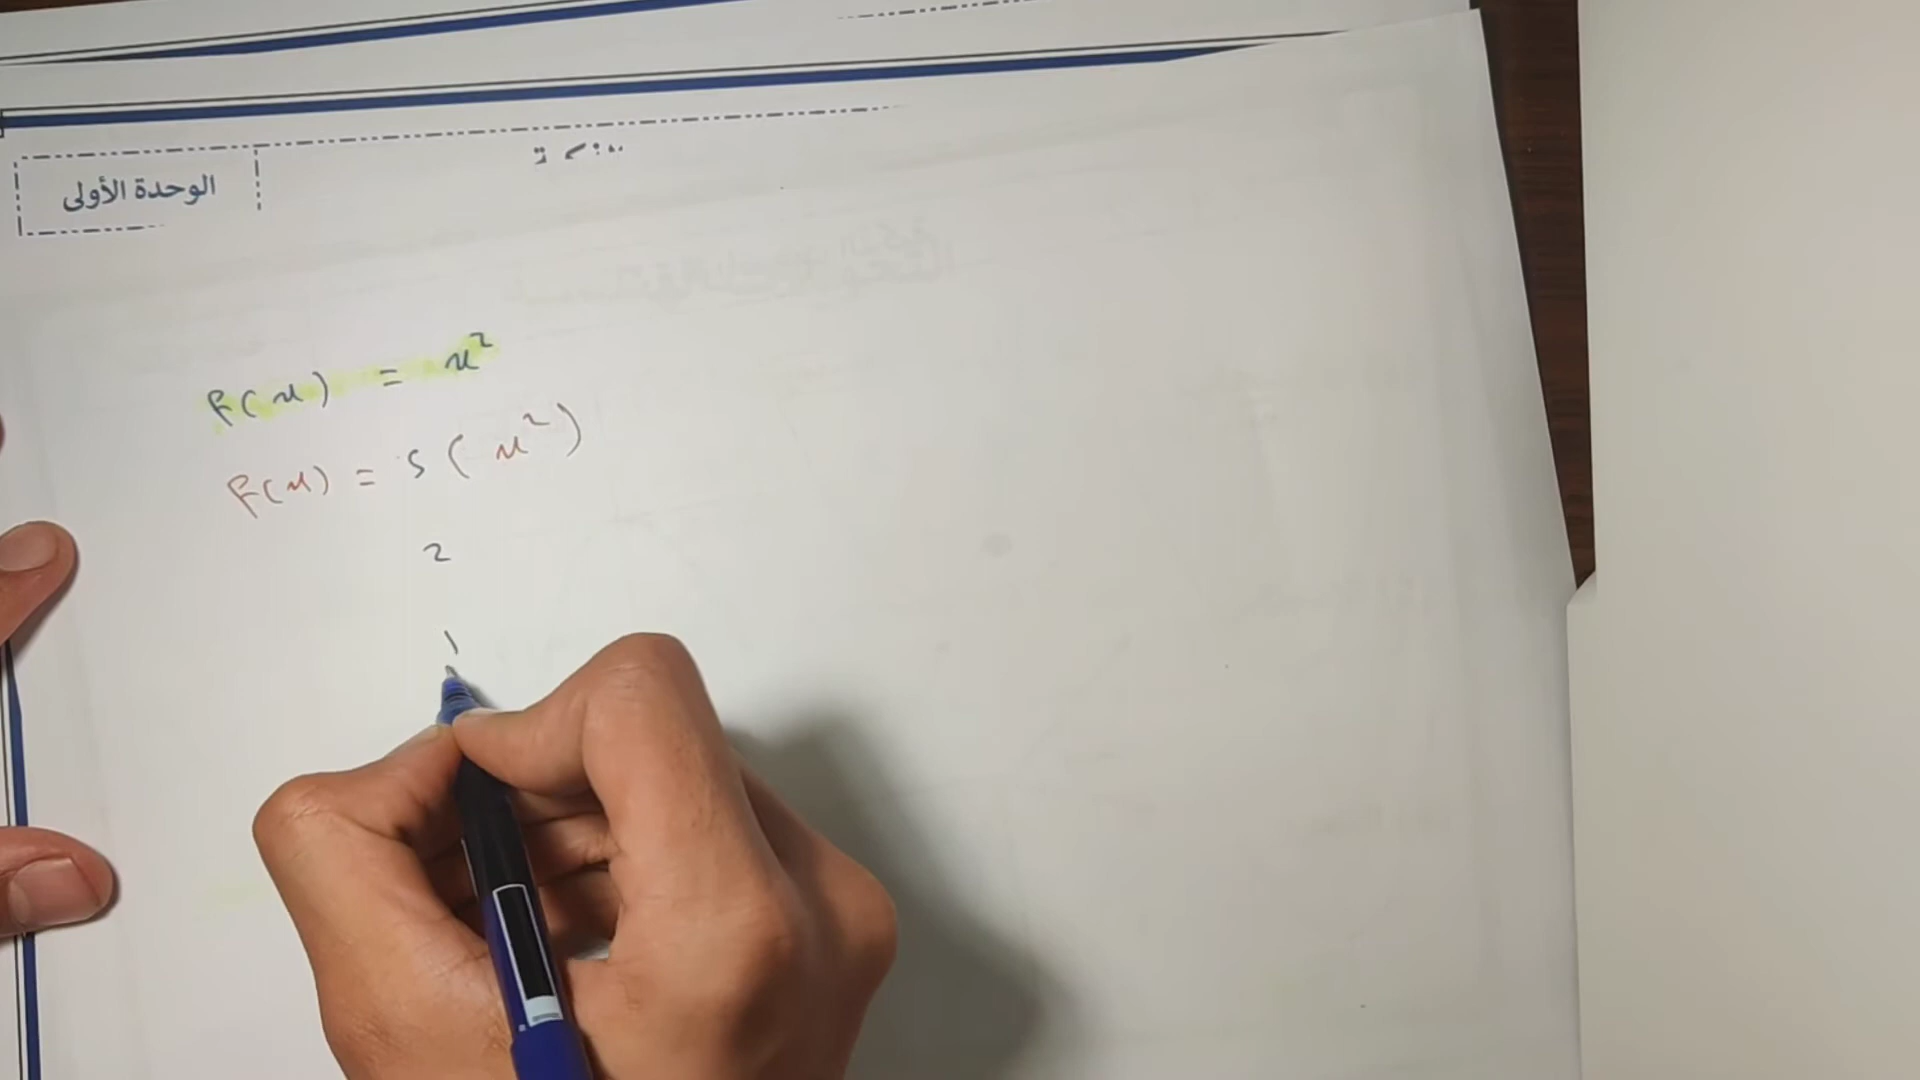 الوحدة الأولى
f(x) = x²
f(x) = 5 ( x² )
2
1